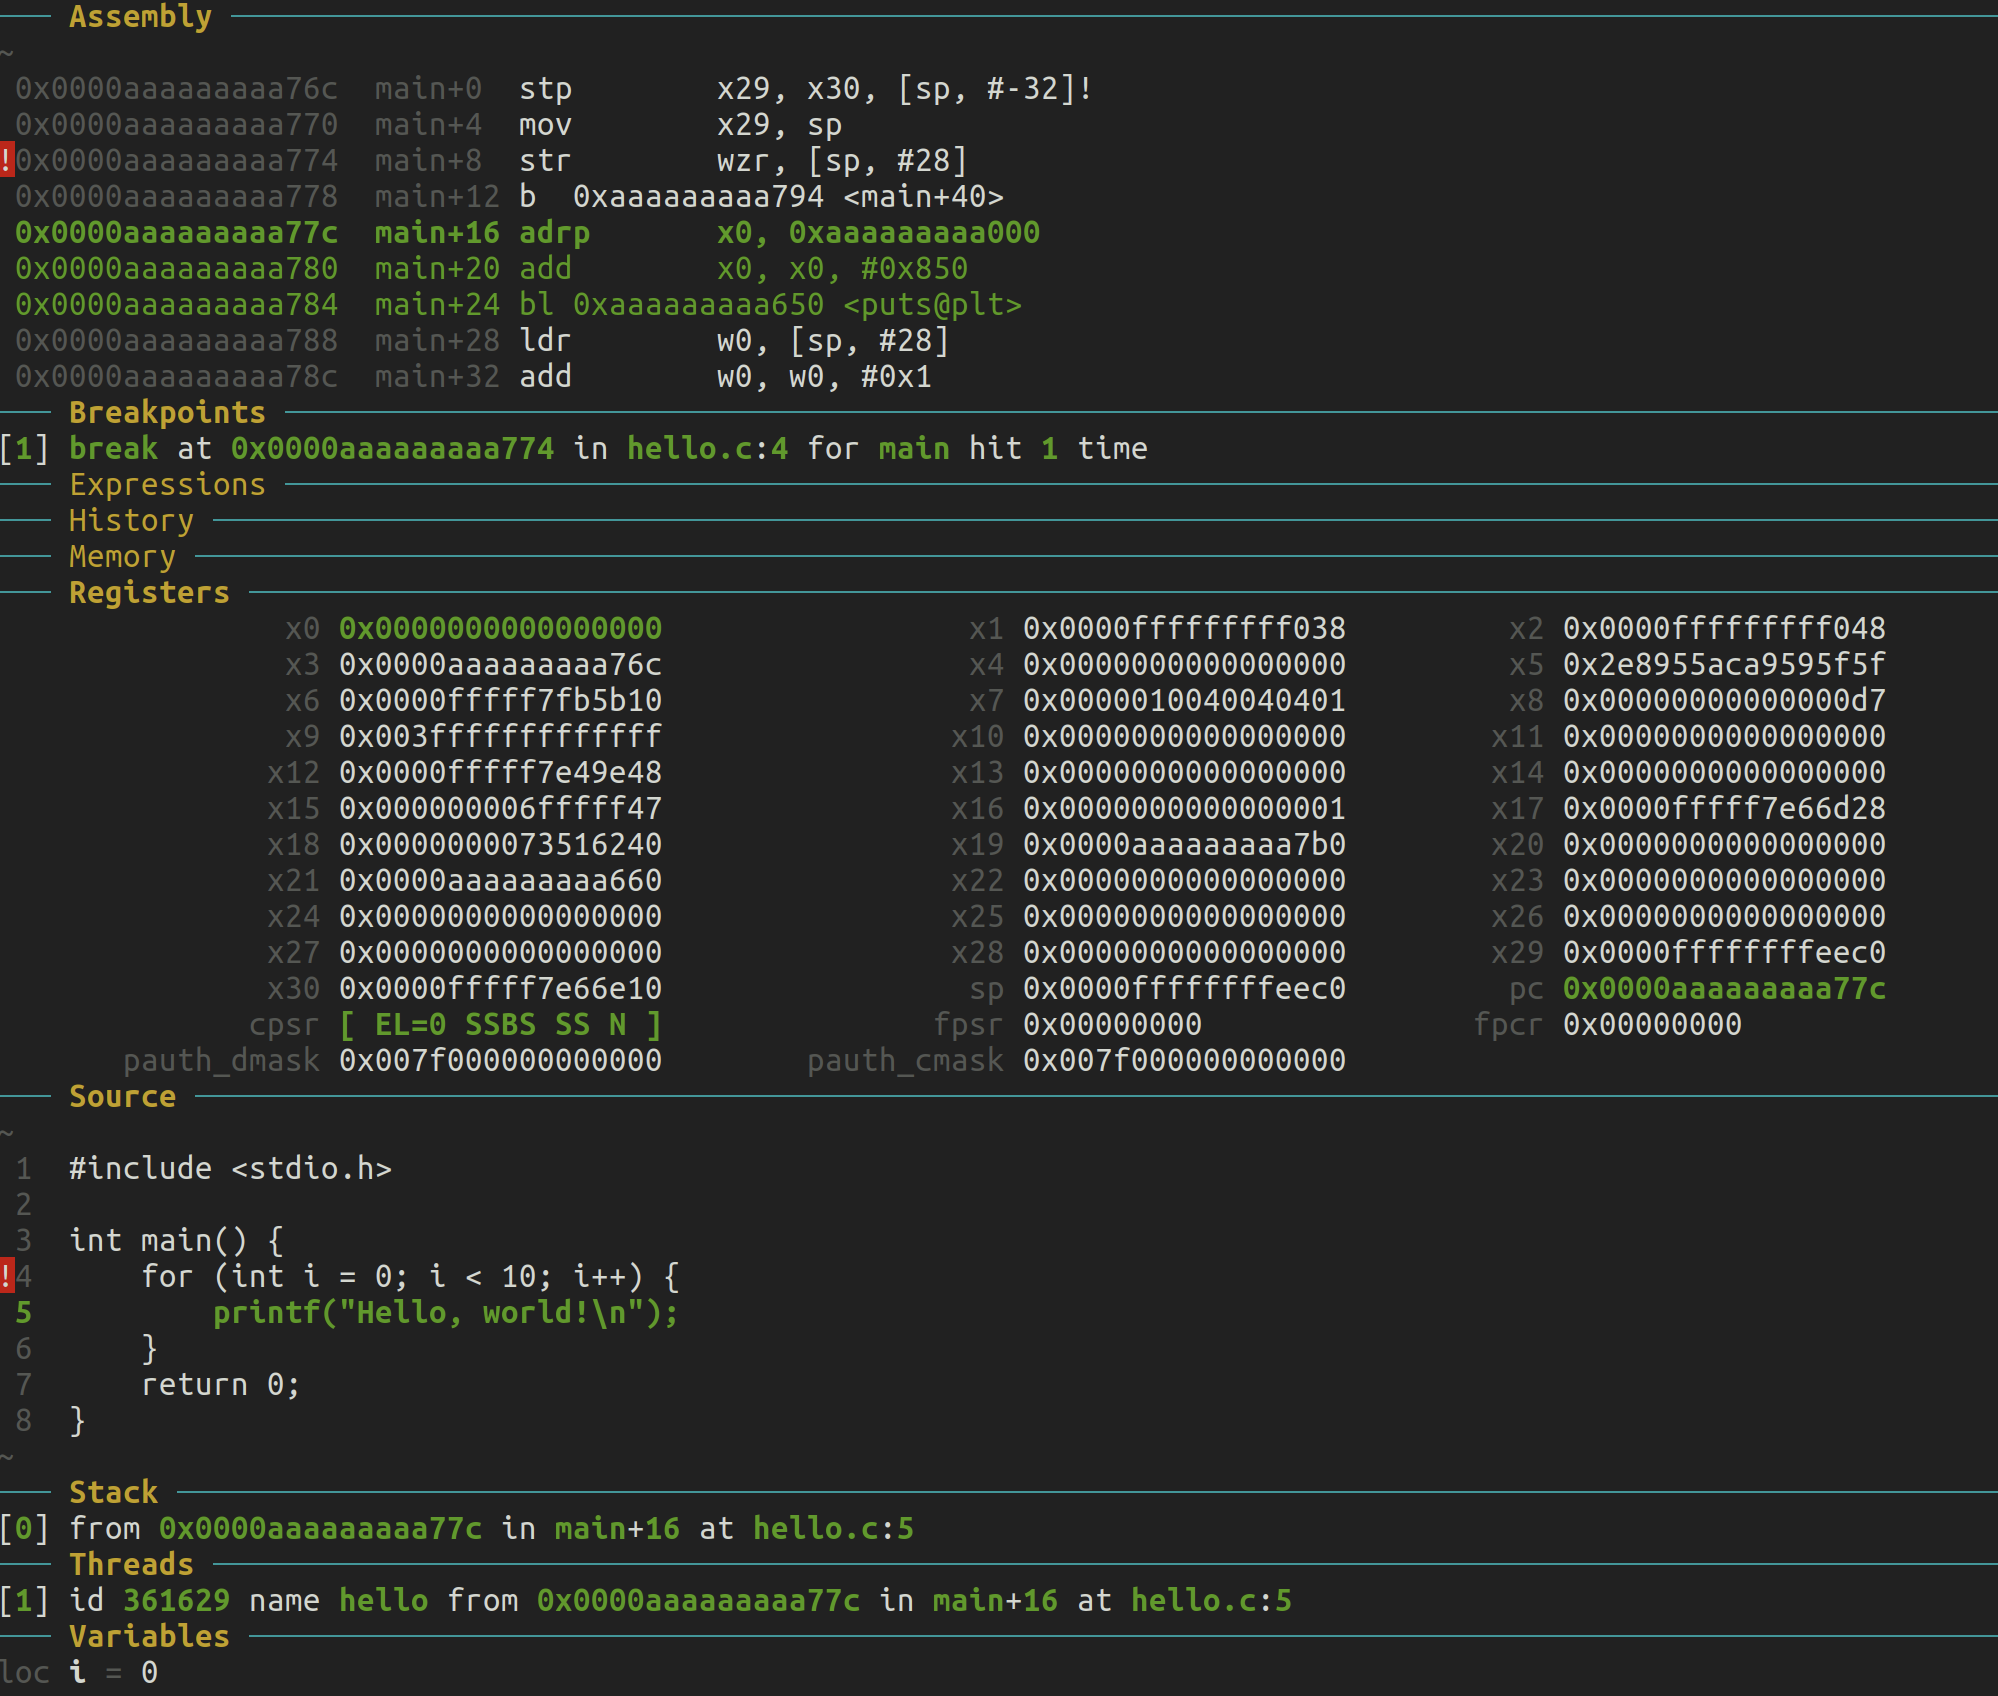 Assembly
~
0x0000aaaaaaaaa76c main+0 stp x29, x30, [sp, #-32]!
0x0000aaaaaaaaa770 main+4 mov x29, sp
!0x0000aaaaaaaaa774 main+8 str wzr, [sp, #28]
0x0000aaaaaaaaa778 main+12 b 0xaaaaaaaaa794 <main+40>
0x0000aaaaaaaaa77c main+16 adrp x0, 0xaaaaaaaaa000
0x0000aaaaaaaaa780 main+20 add x0, x0, #0x850
0x0000aaaaaaaaa784 main+24 bl 0xaaaaaaaaa650 <puts@plt>
0x0000aaaaaaaaa788 main+28 ldr w0, [sp, #28]
0x0000aaaaaaaaa78c main+32 add w0, w0, #0x1
Breakpoints
[1] break at 0x0000aaaaaaaaa774 in hello.c:4 for main hit 1 time
Expressions
History
Memory
Registers
x0 0x0000000000000000 x1 0x0000fffffffff038 x2 0x0000fffffffff048
x3 0x0000aaaaaaaaa76c x4 0x0000000000000000 x5 0x2e8955aca9595f5f
x6 0x0000fffff7fb5b10 x7 0x0000010040040401 x8 0x00000000000000d7
x9 0x003fffffffffffff x10 0x0000000000000000 x11 0x0000000000000000
x12 0x0000fffff7e49e48 x13 0x0000000000000000 x14 0x0000000000000000
x15 0x000000006fffff47 x16 0x0000000000000001 x17 0x0000fffff7e66d28
x18 0x0000000073516240 x19 0x0000aaaaaaaaa7b0 x20 0x0000000000000000
x21 0x0000aaaaaaaaa660 x22 0x0000000000000000 x23 0x0000000000000000
x24 0x0000000000000000 x25 0x0000000000000000 x26 0x0000000000000000
x27 0x0000000000000000 x28 0x0000000000000000 x29 0x0000ffffffffeec0
x30 0x0000fffff7e66e10 sp 0x0000ffffffffeec0 pc 0x0000aaaaaaaaa77c
cpsr [ EL=0 SSBS SS N ] fpsr 0x00000000 fpcr 0x00000000
pauth_dmask 0x007f000000000000 pauth_cmask 0x007f000000000000
Source
~
1 #include <stdio.h>
2
3 int main() {
!4 for (int i = 0; i < 10; i++) {
5 printf("Hello, world!\n");
6 }
7 return 0;
8 }
~
Stack
[0] from 0x0000aaaaaaaaa77c in main+16 at hello.c:5
Threads
[1] id 361629 name hello from 0x0000aaaaaaaaa77c in main+16 at hello.c:5
Variables
loc i = 0